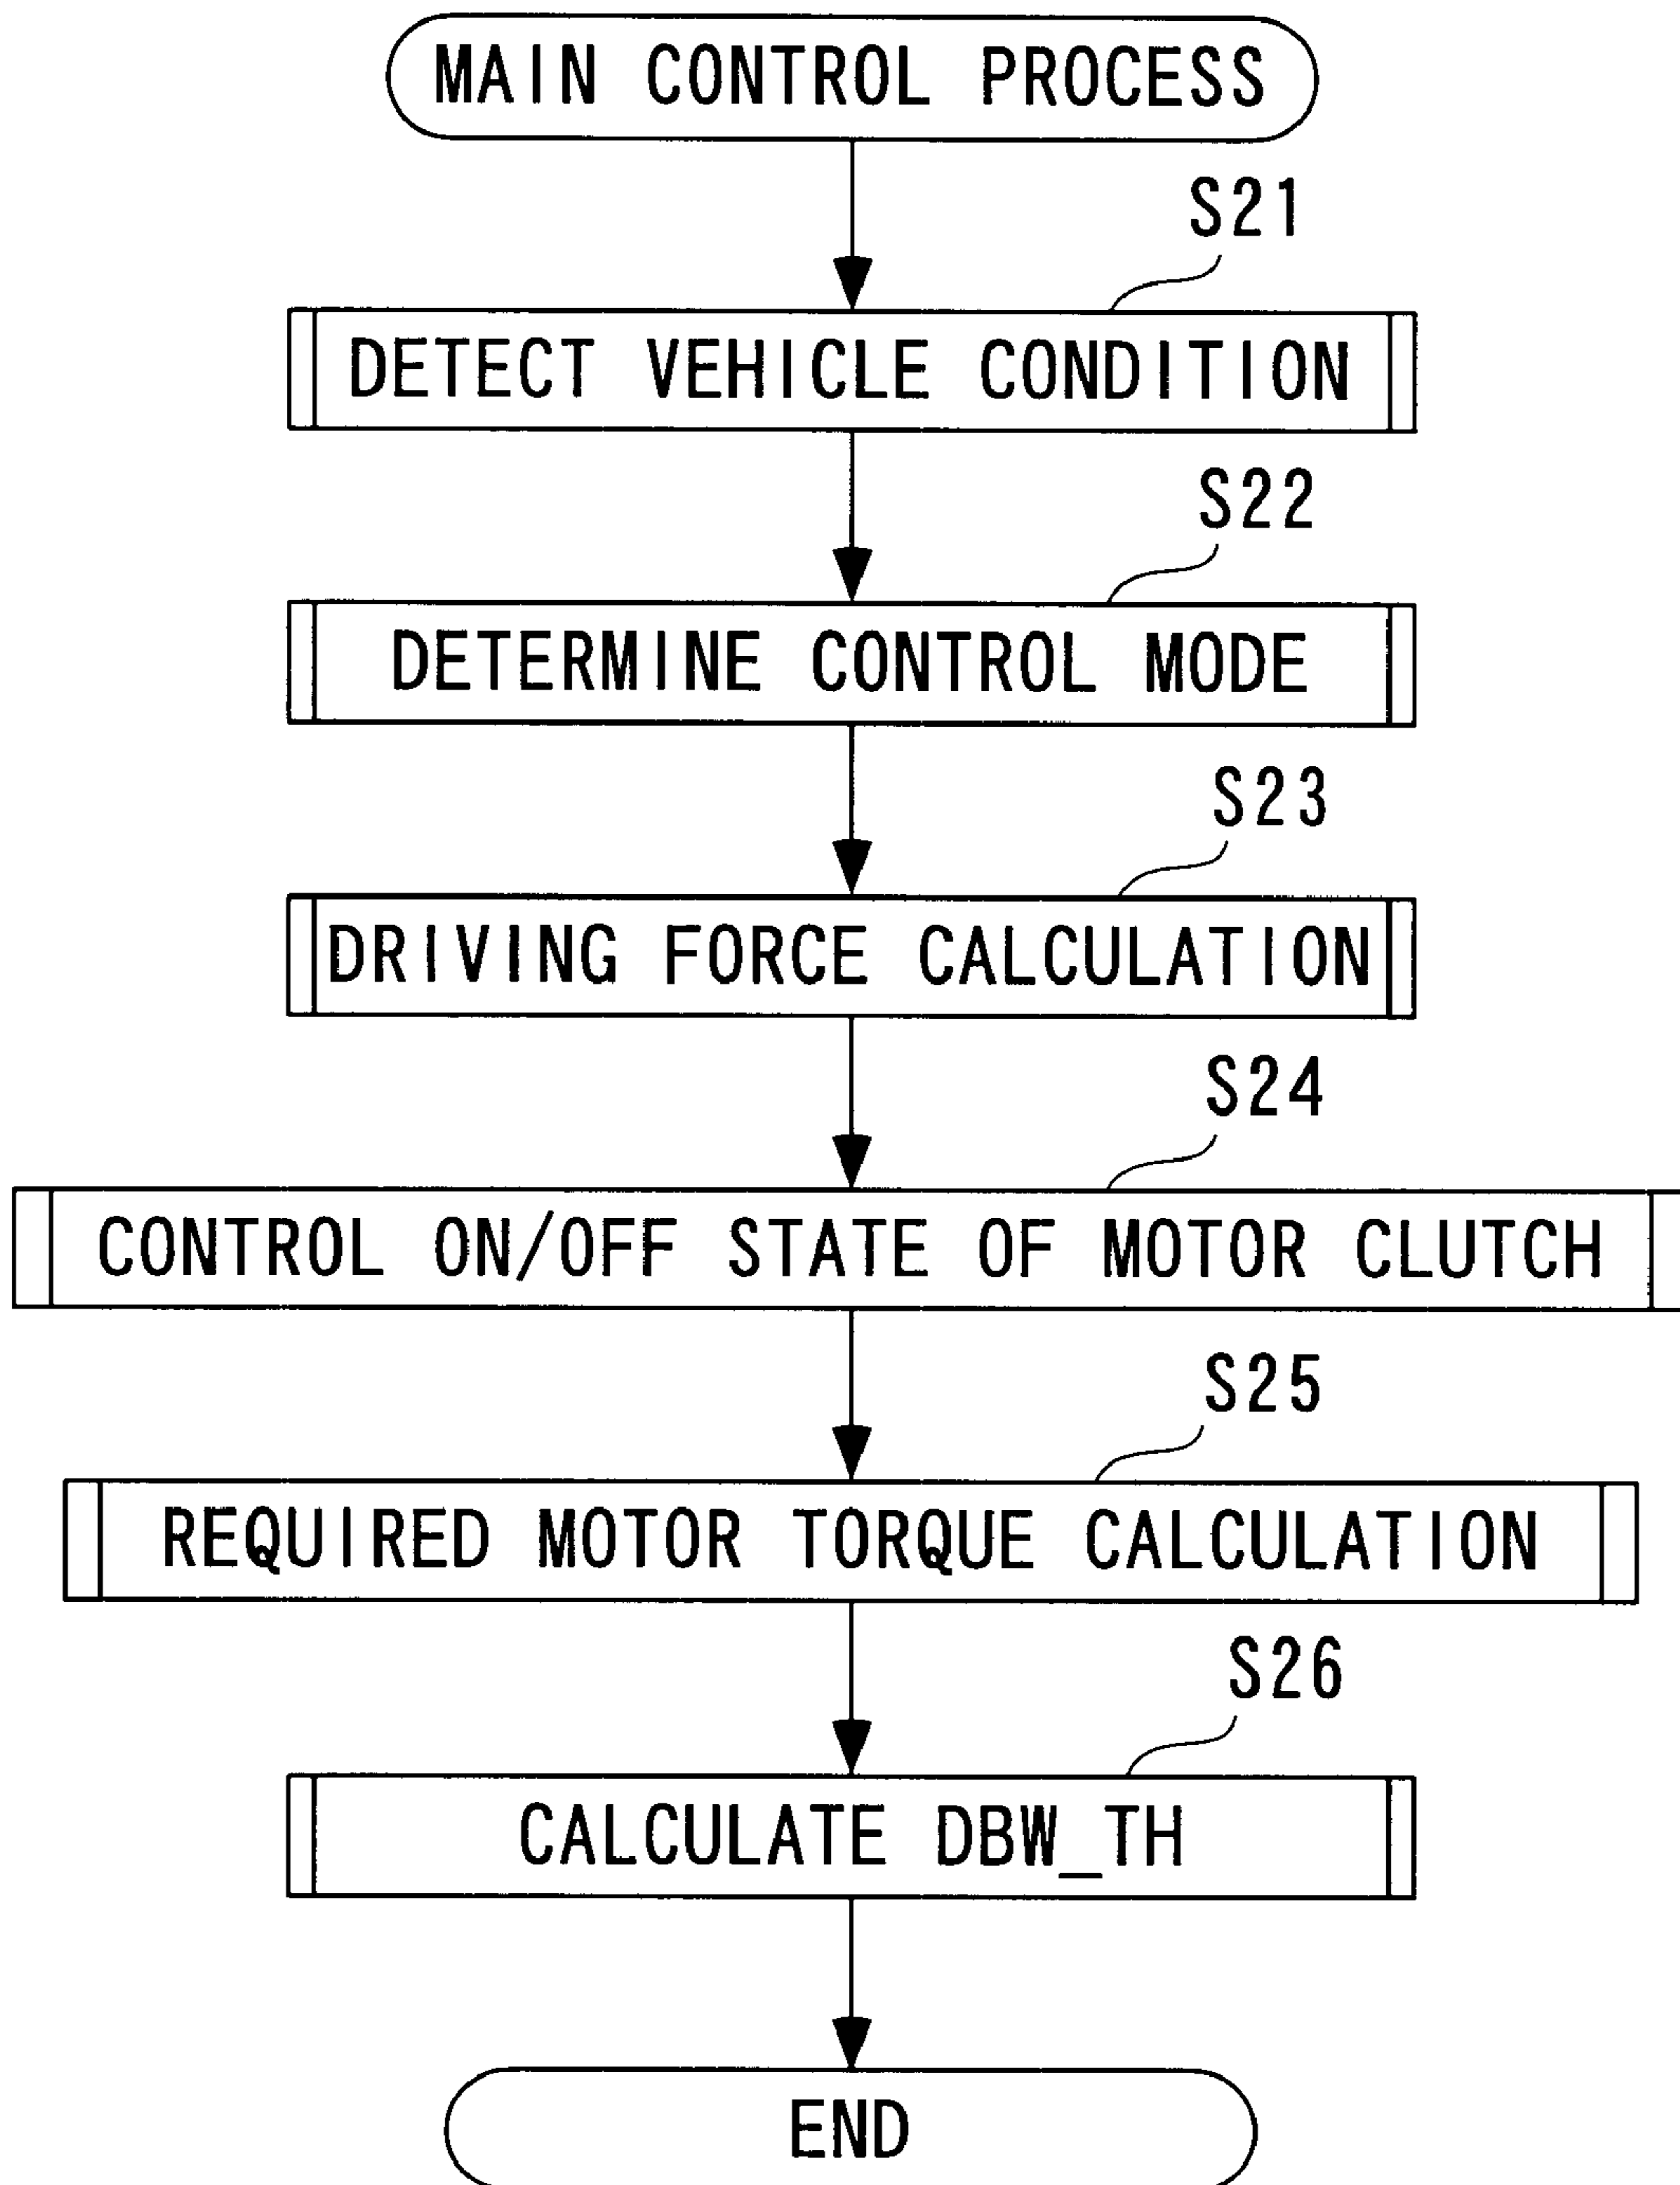 MAIN CONTROL PROCESS
S21
DETECT VEHICLE CONDITION
S22
DETERMINE CONTROL MODE
S23
DRIVING FORCE CALCULATION
S24
CONTROL ON/OFF STATE OF MOTOR CLUTCH
S25
REQUIRED MOTOR TORQUE CALCULATION
S26
CALCULATE DBW_TH
END